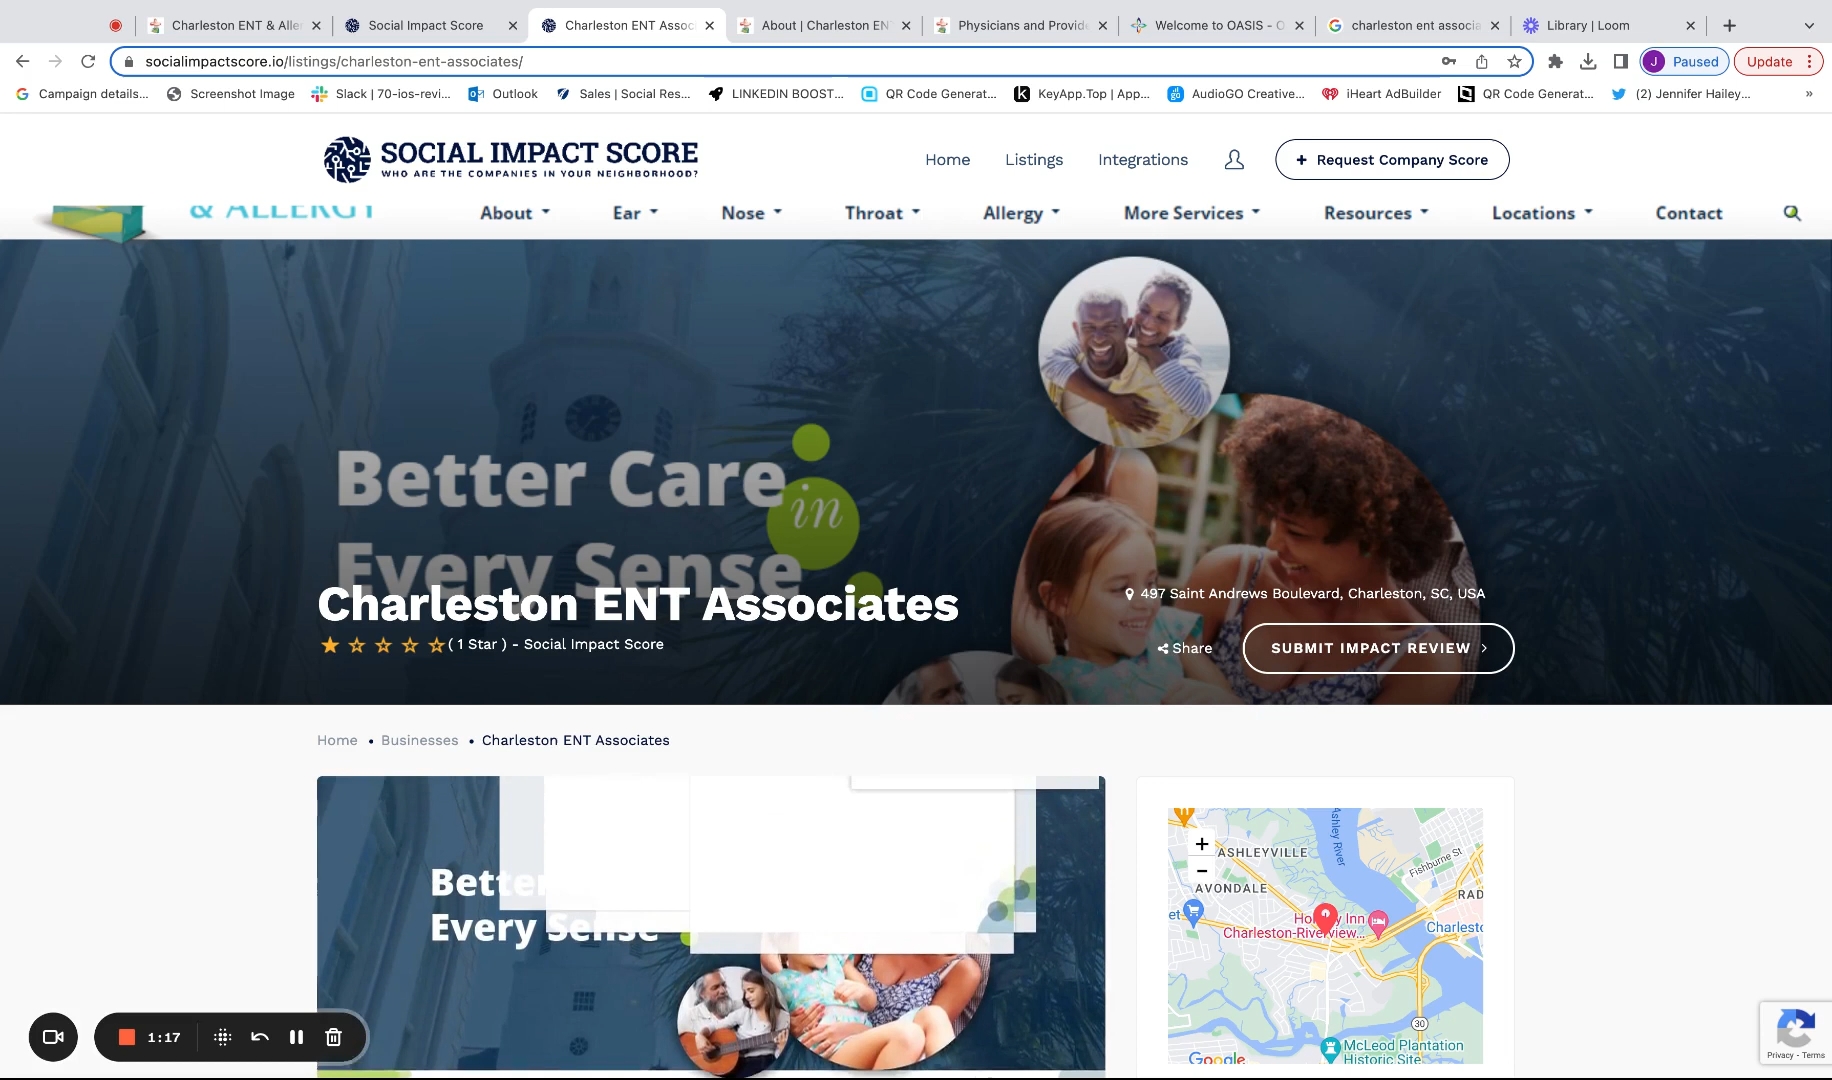 Charleston ENT & Aller
Social Impact Score
Charleston ENT Assoc
About | Charleston EN
Physicians and Provide
Welcome to OASIS - O
charleston ent associa
Library | Loom
socialimpactscore.io/listings/charleston-ent-associates/
J Paused
Update
Campaign details...
Screenshot Image
Slack | 70-ios-revi...
Outlook
Sales | Social Res...
LINKEDIN BOOST...
QR Code Generat...
KeyApp.Top | App...
AudioGO Creative...
iHeart AdBuilder
QR Code Generat...
(2) Jennifer Hailey...
»
SOCIAL IMPACT SCORE
WHO ARE THE COMPANIES IN YOUR NEIGHBORHOOD?
Home
Listings
Integrations
+ Request Company Score
& ALLERGY
About
Ear
Nose
Throat
Allergy
More Services
Resources
Locations
Contact
Better Care
in
Every Sense
Charleston ENT Associates
( 1 Star ) - Social Impact Score
497 Saint Andrews Boulevard, Charleston, SC, USA
Share
SUBMIT IMPACT REVIEW >
Home • Businesses • Charleston ENT Associates
Better
Every Sense
+
-
ASHLEYVILLE
AVONDALE
Ashley River
Fishburne St
RAD
et
Charleston-Riverview...
Charlest
30
McLeod Plantation
Historic Site
Google
1:17
Privacy - Terms